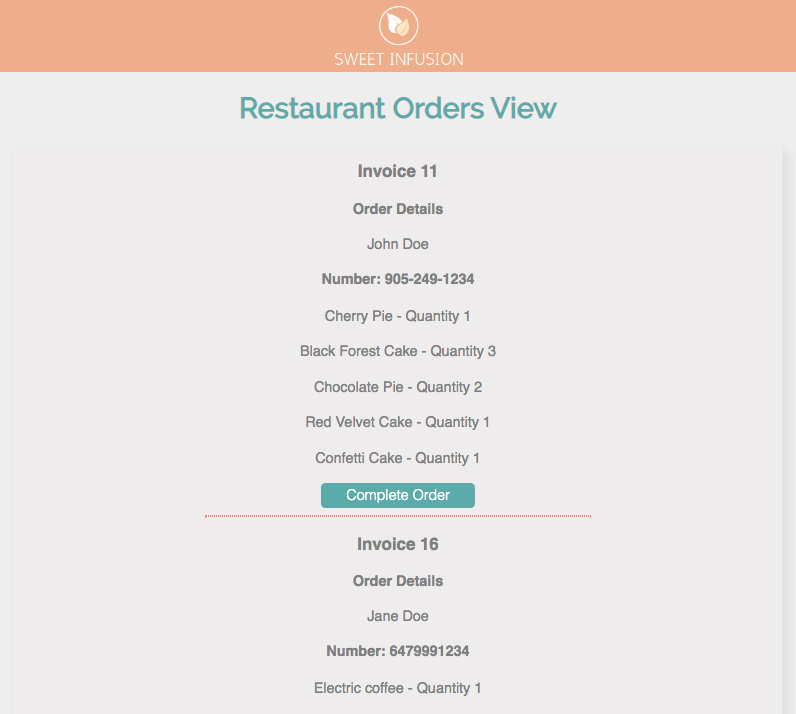 SWEET INFUSION
Restaurant Orders View
Invoice 11
Order Details
John Doe
Number: 905-249-1234
Cherry Pie - Quantity 1
Black Forest Cake - Quantity 3
Chocolate Pie - Quantity 2
Red Velvet Cake - Quantity 1
Confetti Cake - Quantity 1
Complete Order
Invoice 16
Order Details
Jane Doe
Number: 6479991234
Electric coffee - Quantity 1